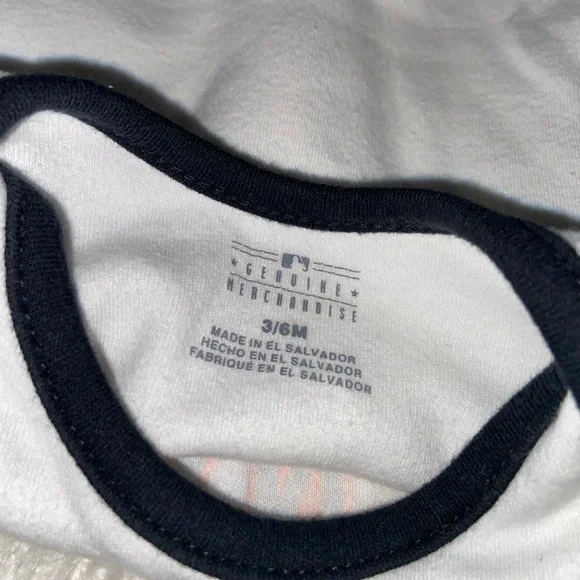 ★ GENUINE ★
MERCHANDISE
3/6M
MADE IN EL SALVADOR
HECHO EN EL SALVADOR
FABRIQUÉ EN EL SALVADOR